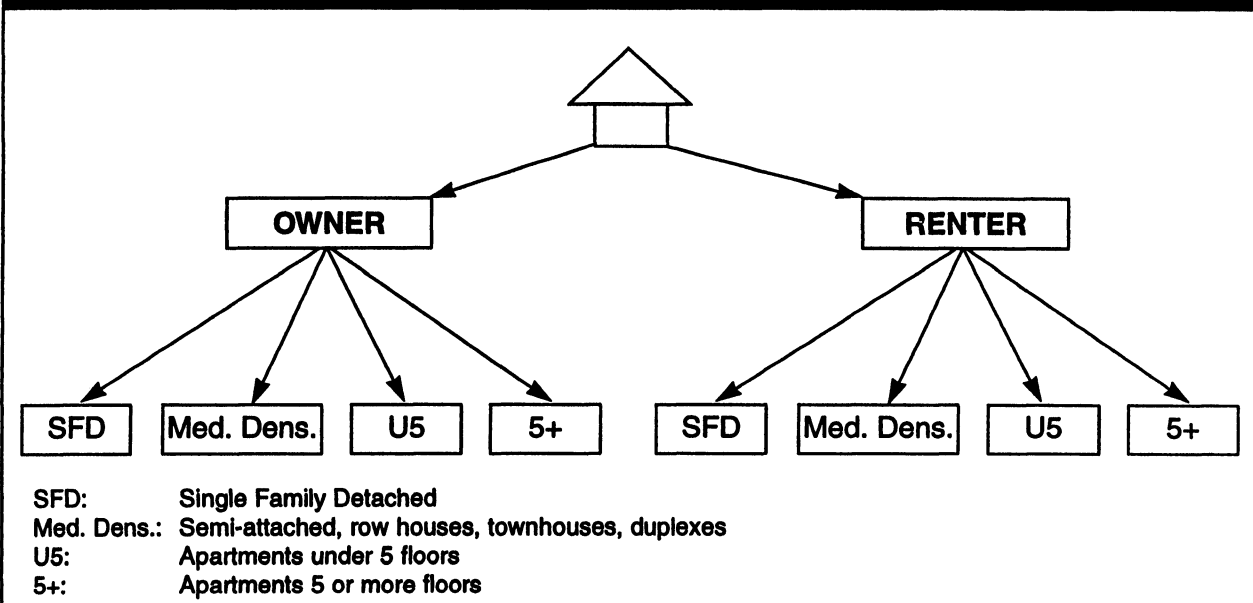 OWNER RENTER
SFD Med. Dens. U5 5+ SFD Med. Dens. U5 5+
SFD: Single Family Detached
Med. Dens.: Semi-attached, row houses, townhouses, duplexes
U5: Apartments under 5 floors
5+: Apartments 5 or more floors